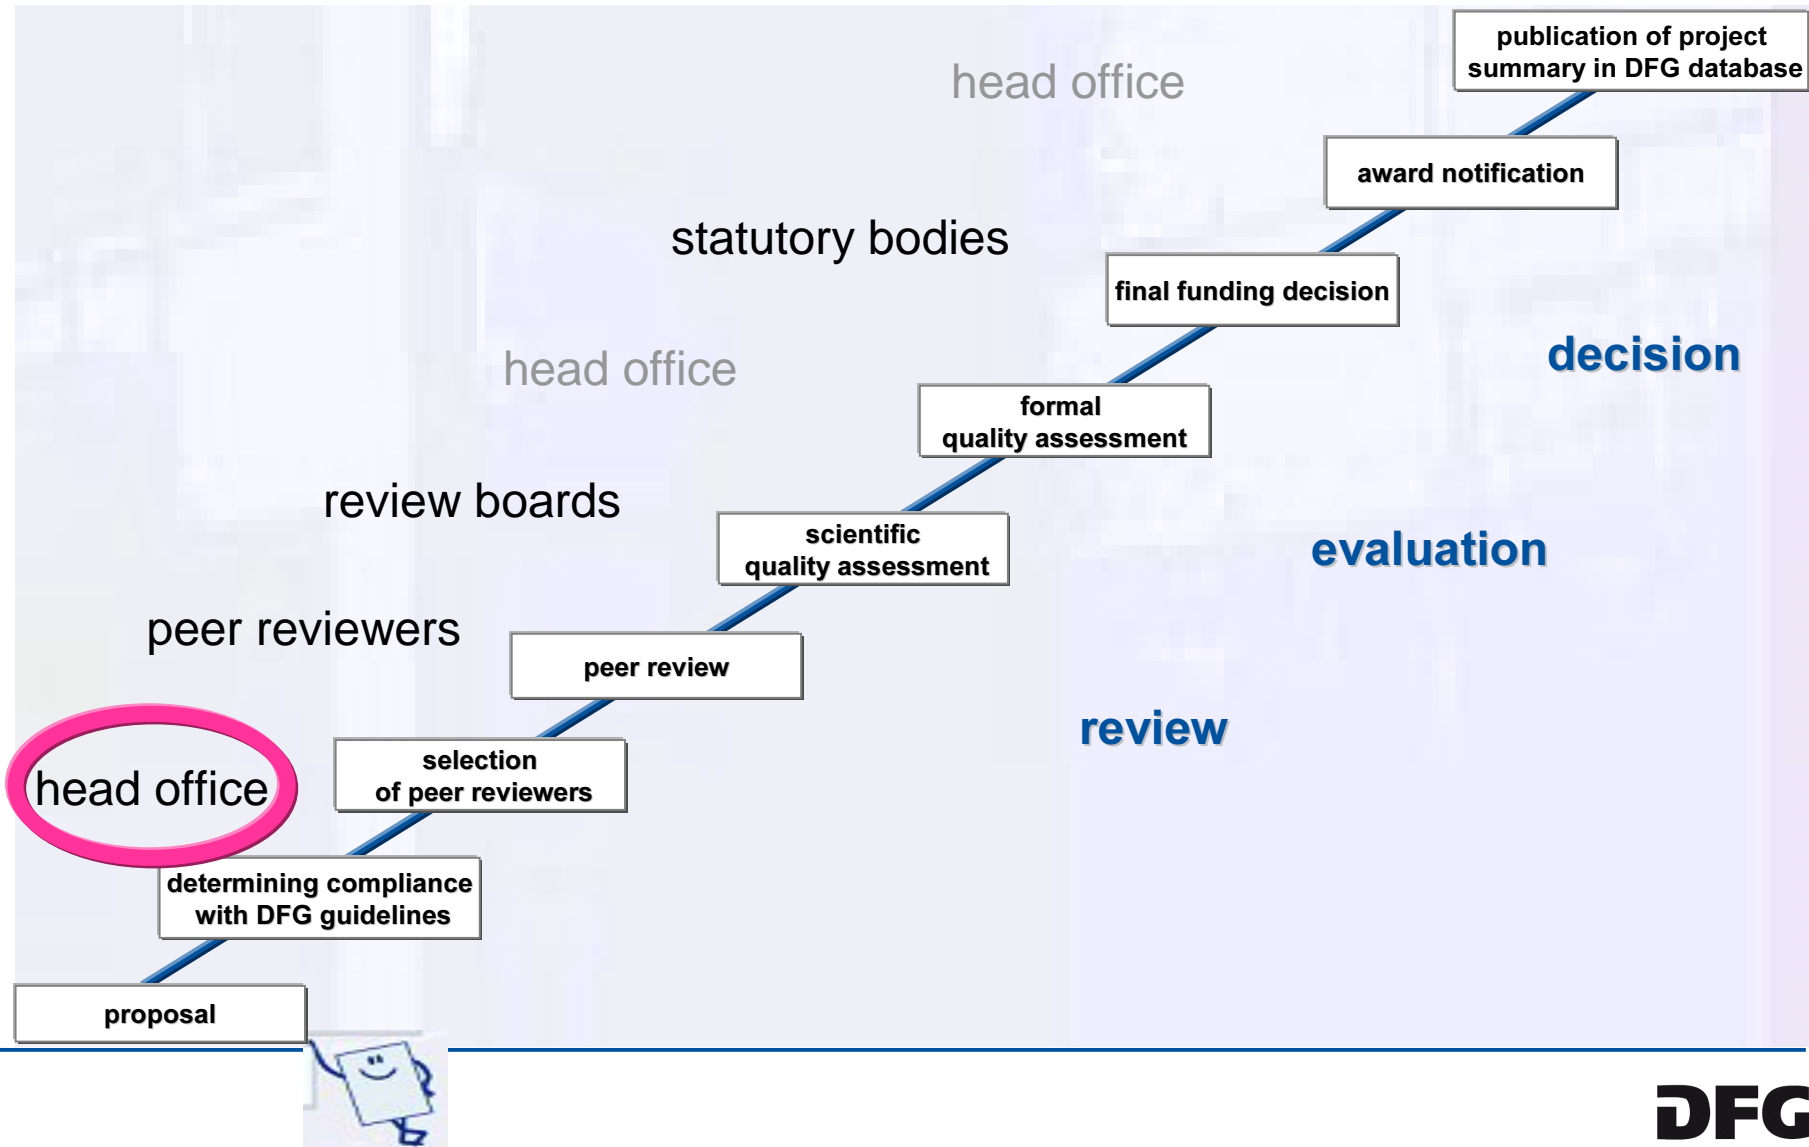 publication of project
summary in DFG database
head office
award notification
statutory bodies
final funding decision
decision
head office
formal
quality assessment
review boards
scientific
quality assessment
evaluation
peer reviewers
peer review
review
selection
of peer reviewers
head office
determining compliance
with DFG guidelines
proposal
DFG